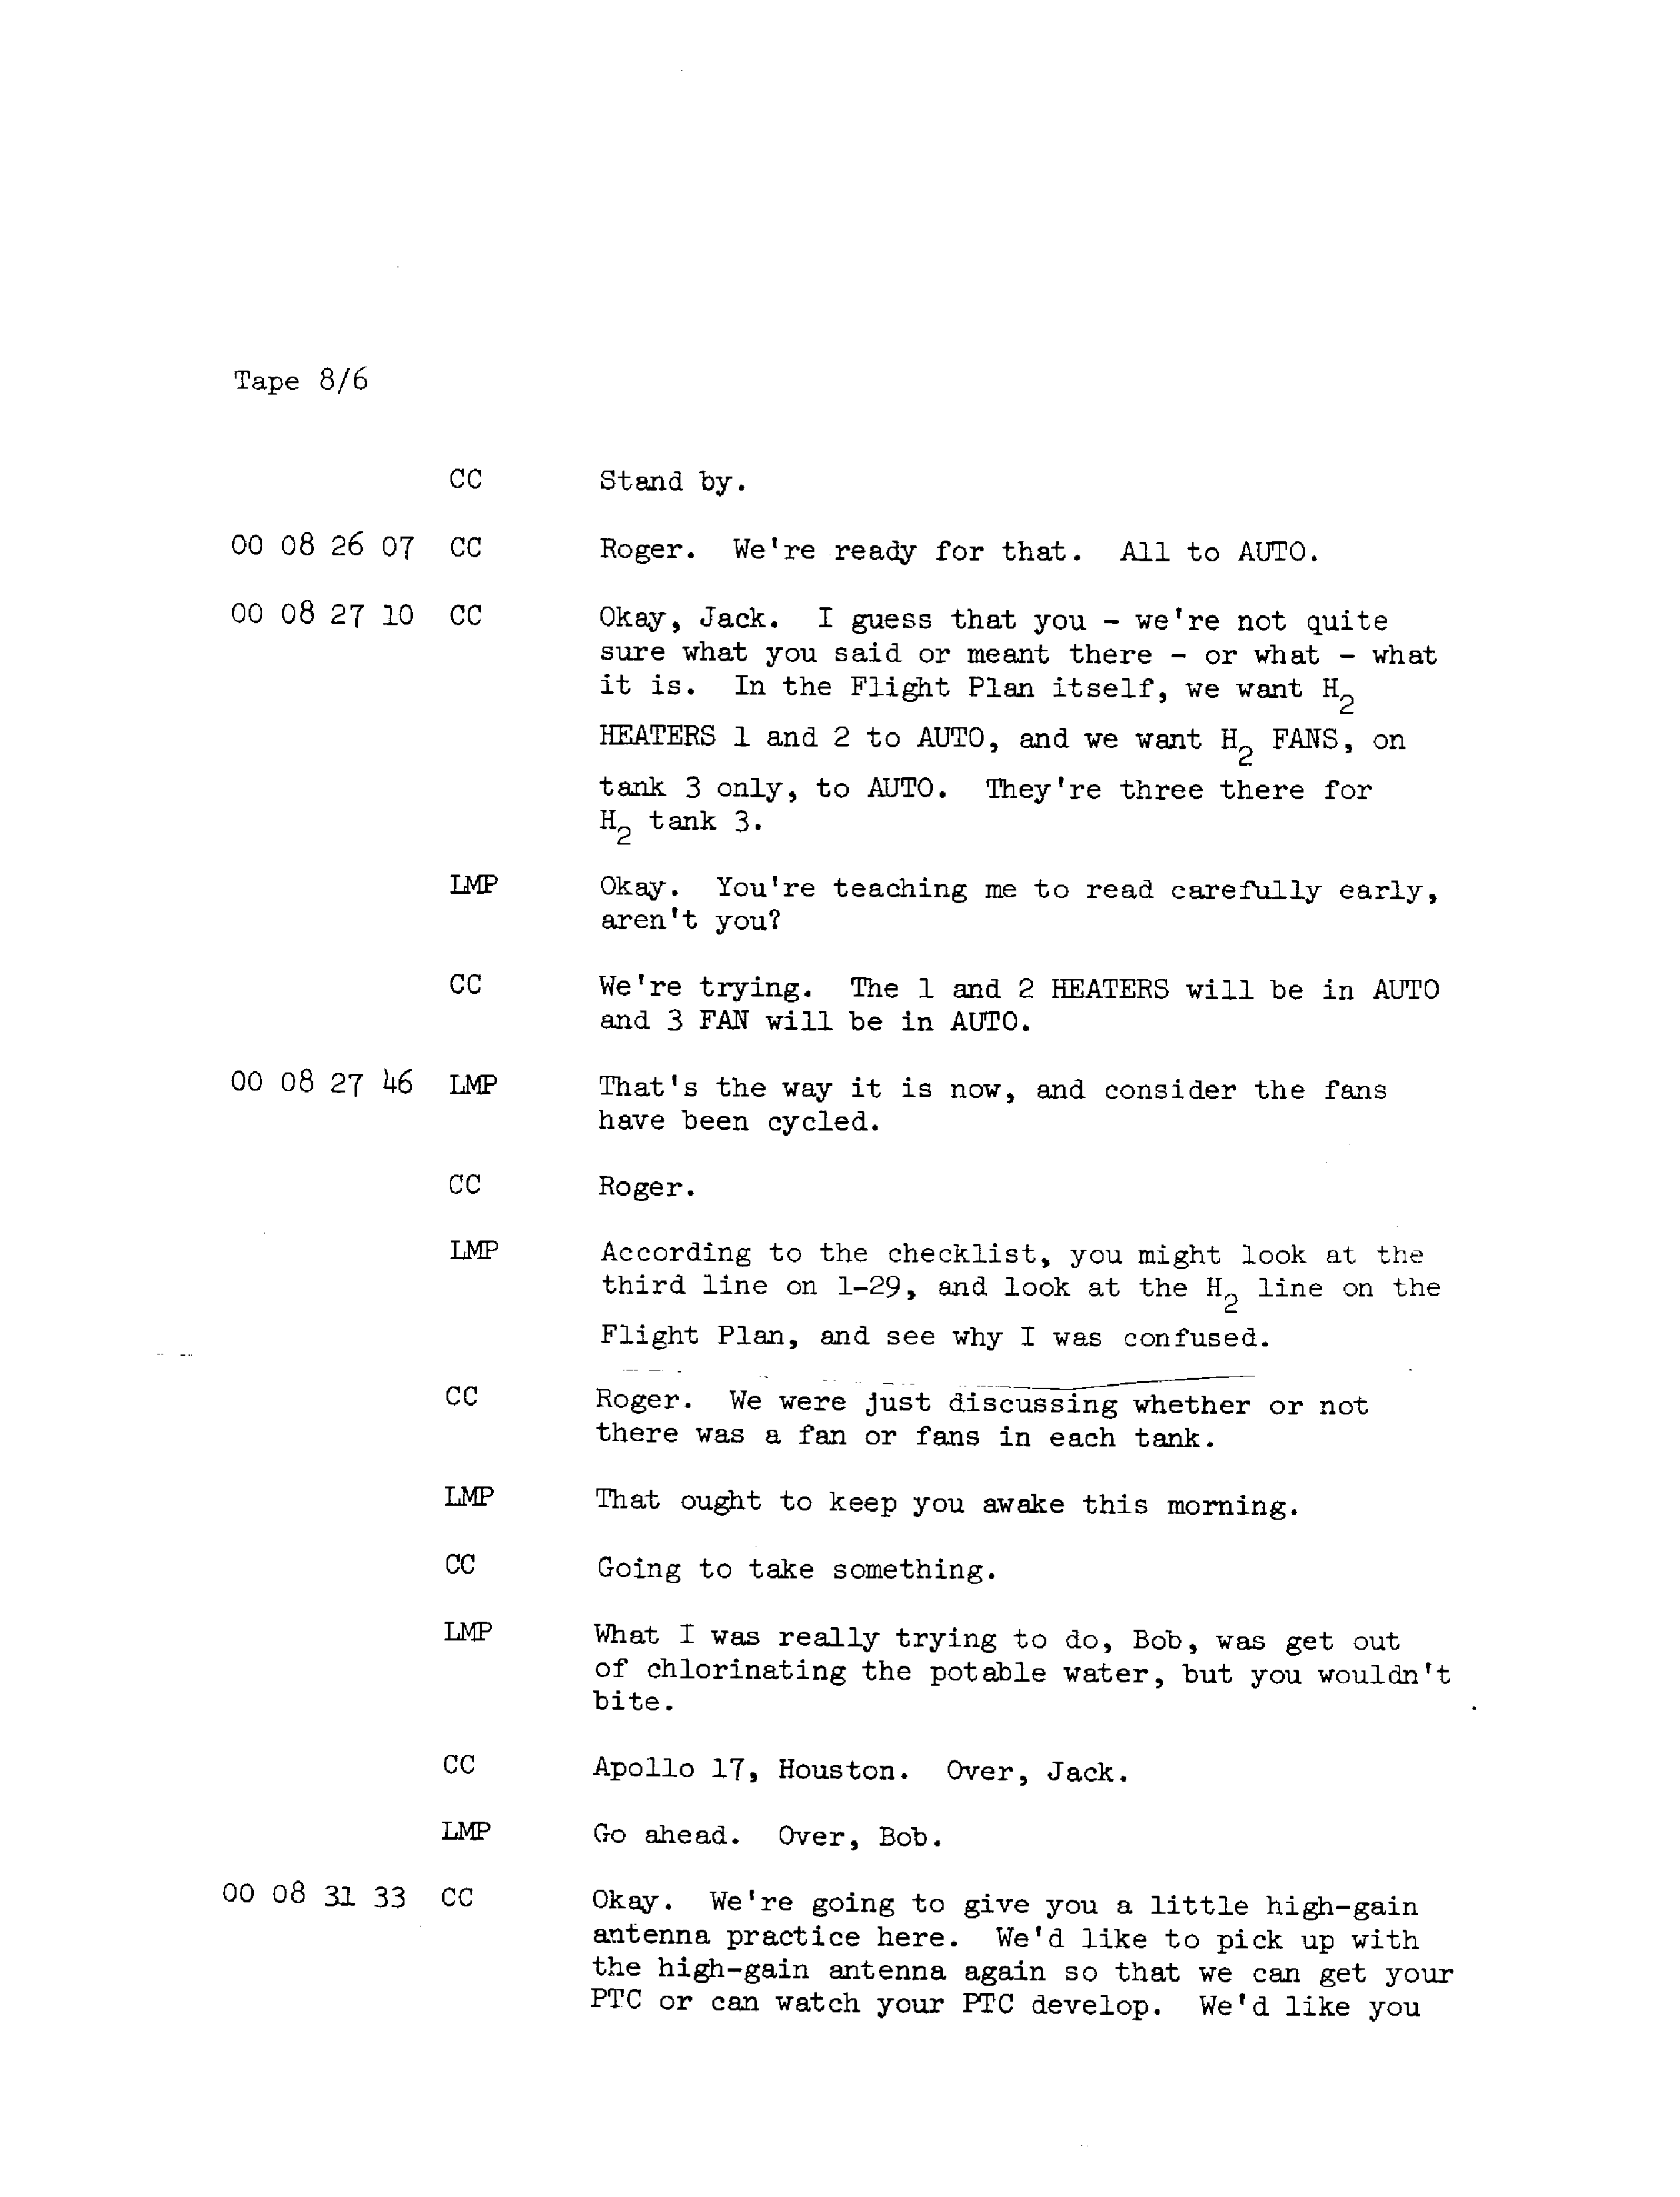 Tape 8/6
CC Stand by.
00 08 26 07 CC Roger. We're ready for that. All to AUTO.
00 08 27 10 CC Okay, Jack. I guess that you - we're not quite
sure what you said or meant there - or what - what
it is. In the Flight Plan itself, we want H2
HEATERS 1 and 2 to AUTO, and we want H2 FANS, on
tank 3 only, to AUTO. They're three there for
H2 tank 3.
LMP Okay. You're teaching me to read carefully early,
aren't you?
CC We're trying. The 1 and 2 HEATERS will be in AUTO
and 3 FAN will be in AUTO.
00 08 27 46 LMP That's the way it is now, and consider the fans
have been cycled.
CC Roger.
LMP According to the checklist, you might look at the
third line on 1-29, and look at the H2 line on the
Flight Plan, and see why I was confused.
CC Roger. We were just discussing whether or not
there was a fan or fans in each tank.
LMP That ought to keep you awake this morning.
CC Going to take something.
LMP What I was really trying to do, Bob, was get out
of chlorinating the potable water, but you wouldn't
bite.
CC Apollo 17, Houston. Over, Jack.
LMP Go ahead. Over, Bob.
00 08 31 33 CC Okay. We're going to give you a little high-gain
antenna practice here. We'd like to pick up with
the high-gain antenna again so that we can get your
PTC or can watch your PTC develop. We'd like you